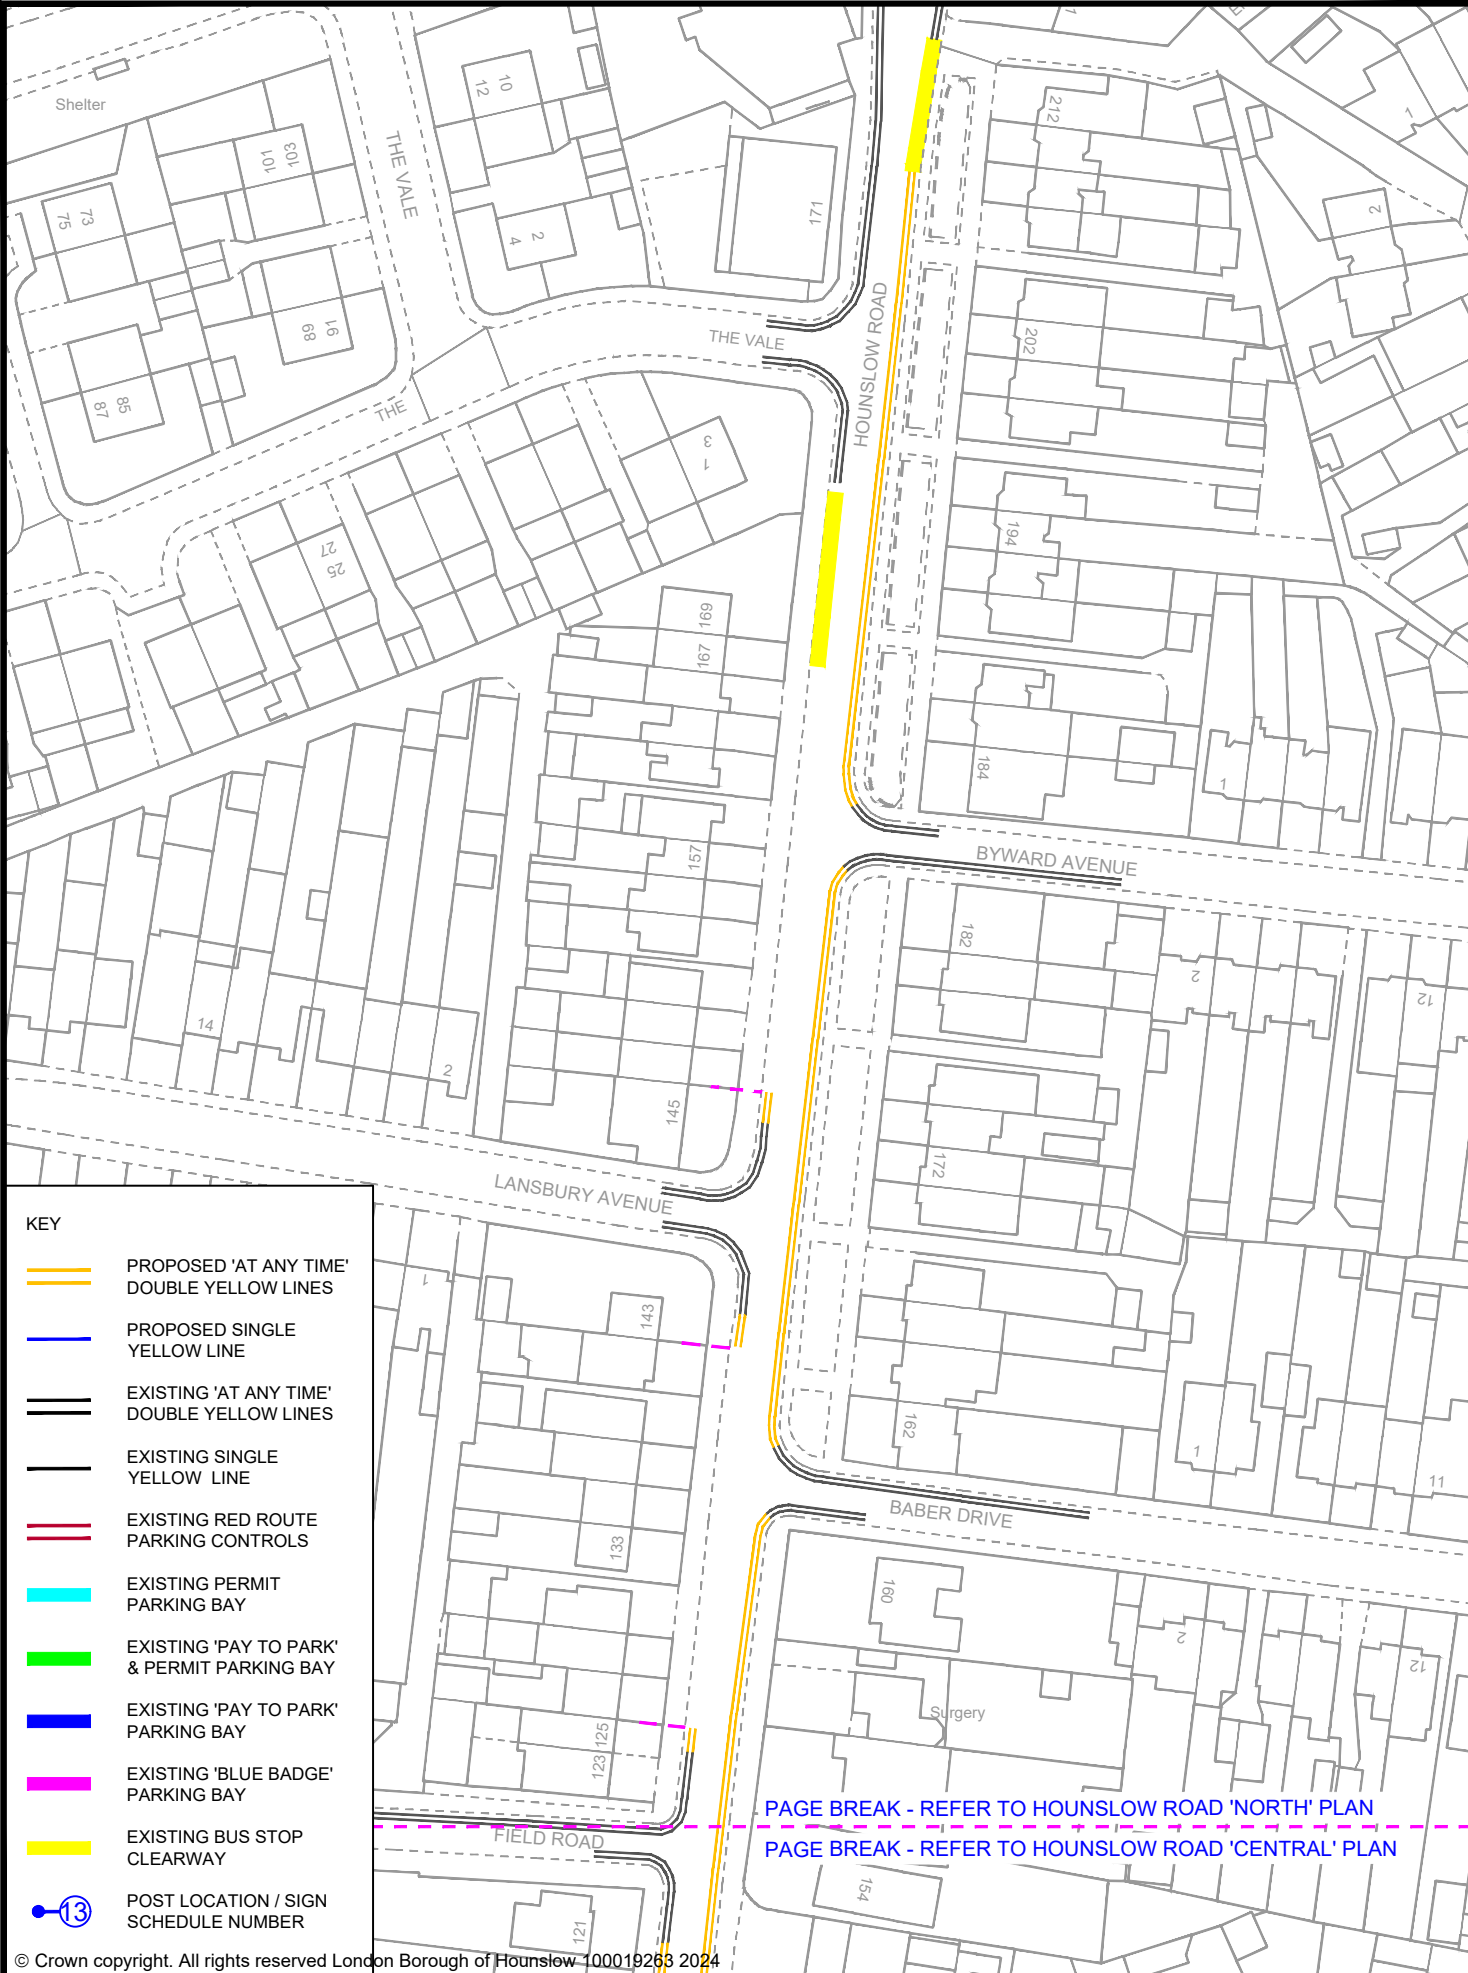 Shelter
THE VALE
10
12
103
101
73
75
2
4
171
212
1
1
2
HOUNSLOW ROAD
THE VALE
202
91
89
85
87
THE
3
1
194
27
25
169
167
184
1
157
BYWARD AVENUE
182
2
12
14
2
145
172
LANSBURY AVENUE
1
143
162
1
11
BABER DRIVE
133
160
2
12
Surgery
125
123
FIELD ROAD
154
121
PAGE BREAK - REFER TO HOUNSLOW ROAD 'NORTH' PLAN
PAGE BREAK - REFER TO HOUNSLOW ROAD 'CENTRAL' PLAN
KEY
PROPOSED 'AT ANY TIME'
DOUBLE YELLOW LINES
PROPOSED SINGLE
YELLOW LINE
EXISTING 'AT ANY TIME'
DOUBLE YELLOW LINES
EXISTING SINGLE
YELLOW LINE
EXISTING RED ROUTE
PARKING CONTROLS
EXISTING PERMIT
PARKING BAY
EXISTING 'PAY TO PARK'
& PERMIT PARKING BAY
EXISTING 'PAY TO PARK'
PARKING BAY
EXISTING 'BLUE BADGE'
PARKING BAY
EXISTING BUS STOP
CLEARWAY
13
POST LOCATION / SIGN
SCHEDULE NUMBER
© Crown copyright. All rights reserved London Borough of Hounslow 100019263 2024